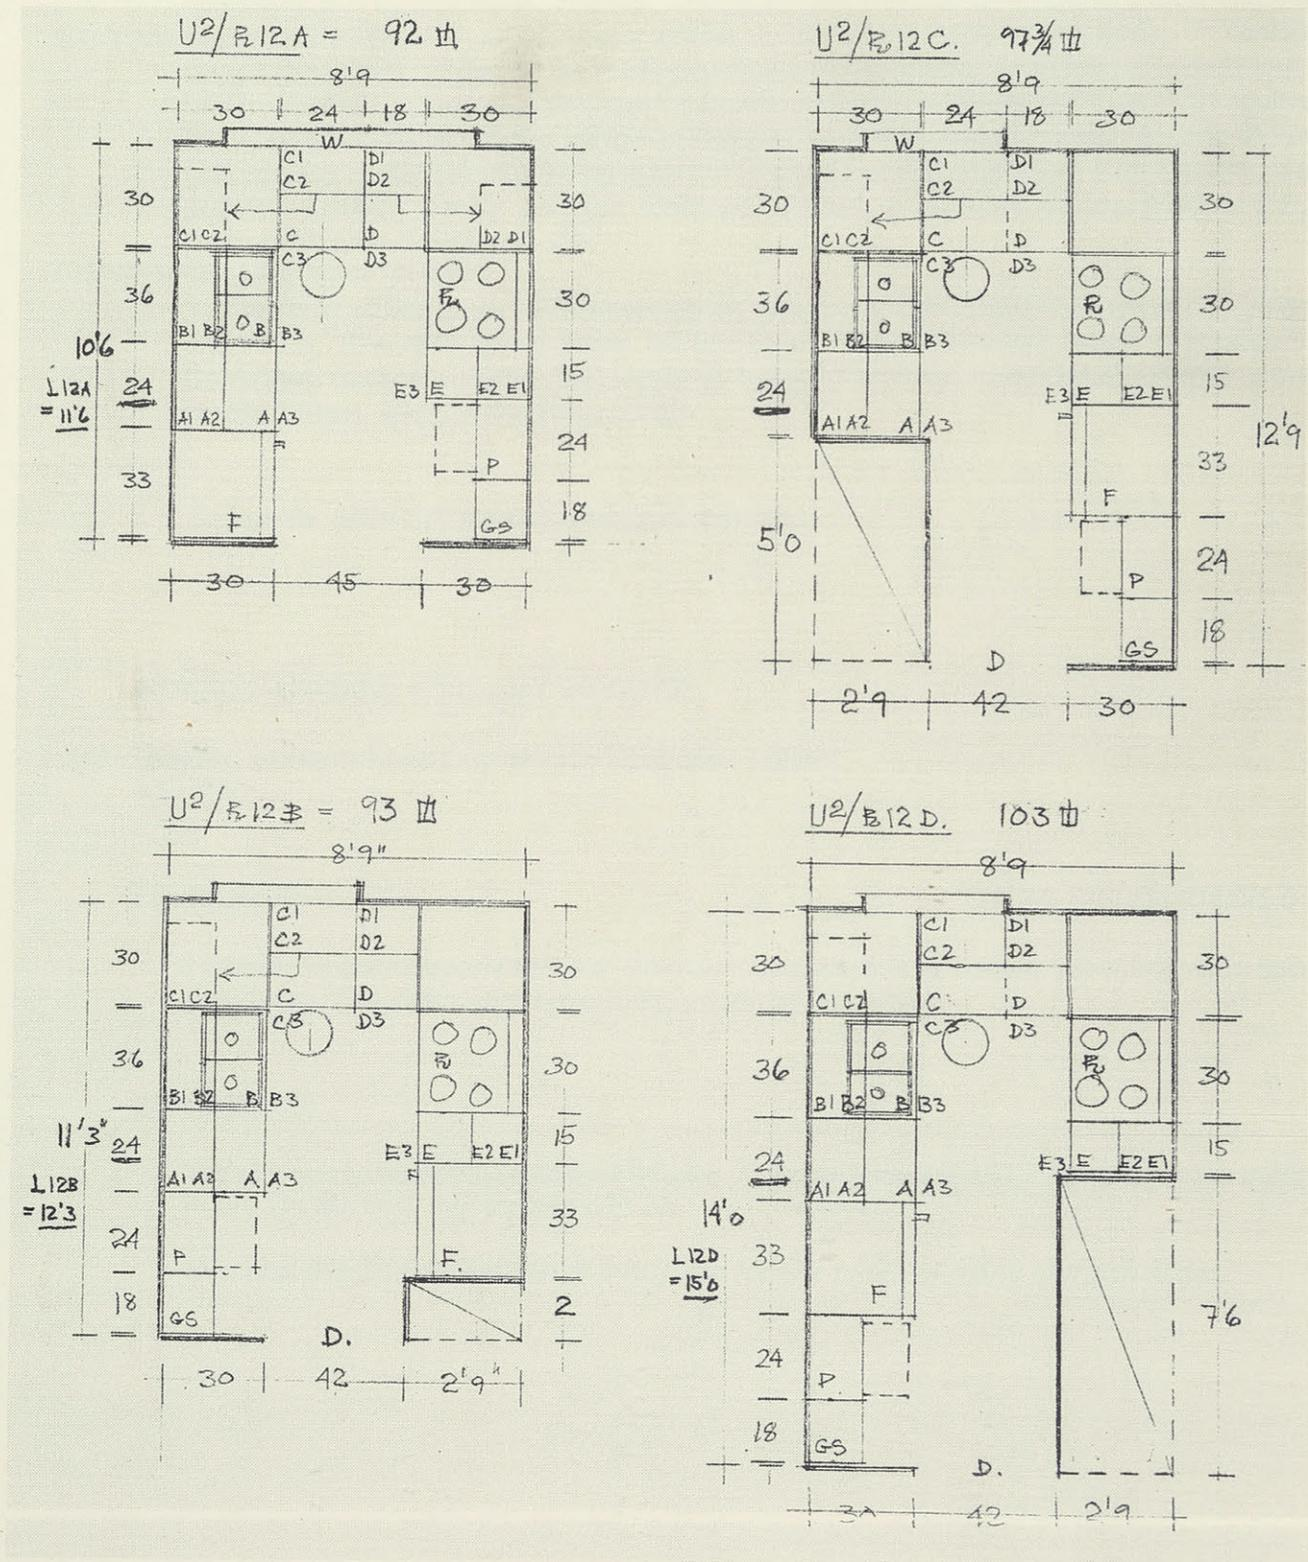 U²/R12A = 92 ⌗
8'9
30 24 18 30
W
C1 D1
C2 D2
30 30
C1 C2 C D D2 D1
C3 D3
36 R 30
B1 B2 B B3
10'6
L12A = 11'6
24 E3 E E2 E1 15
A1 A2 A A3
24
33 P
F GS 18
30 45 30
U²/R12C. 97¾ ⌗
8'9
30 24 18 30
W C1 D1
C2 D2
30 30
C1 C2 C D
C3 D3
36 R 30
B1 B2 B B3
24 E3 E E2 E1 15
A1 A2 A A3
12'9
33
F
5'0
P 24
GS 18
D
2'9 42 30
U²/R12B = 93 ⌗
8'9"
C1 D1
C2 D2
30 30
C1 C2 C D
C3 D3
36 R 30
B1 B2 B B3
11'3"
24 E3 E E2 E1 15
L12B = 12'3
A1 A2 A A3
24 P F. 33
18 GS 2
D.
30 42 2'9"
U²/R12D. 103 ⌗
8'9
C1 D1
C2 D2
30 30
C1 C2 C D
C3 D3
36 R 30
B1 B2 B B3
24 E3 E E2 E1 15
A1 A2 A A3
14'0
L12D = 15'0
33
F
7'6
24 P
18 GS
D.
30 42 2'9